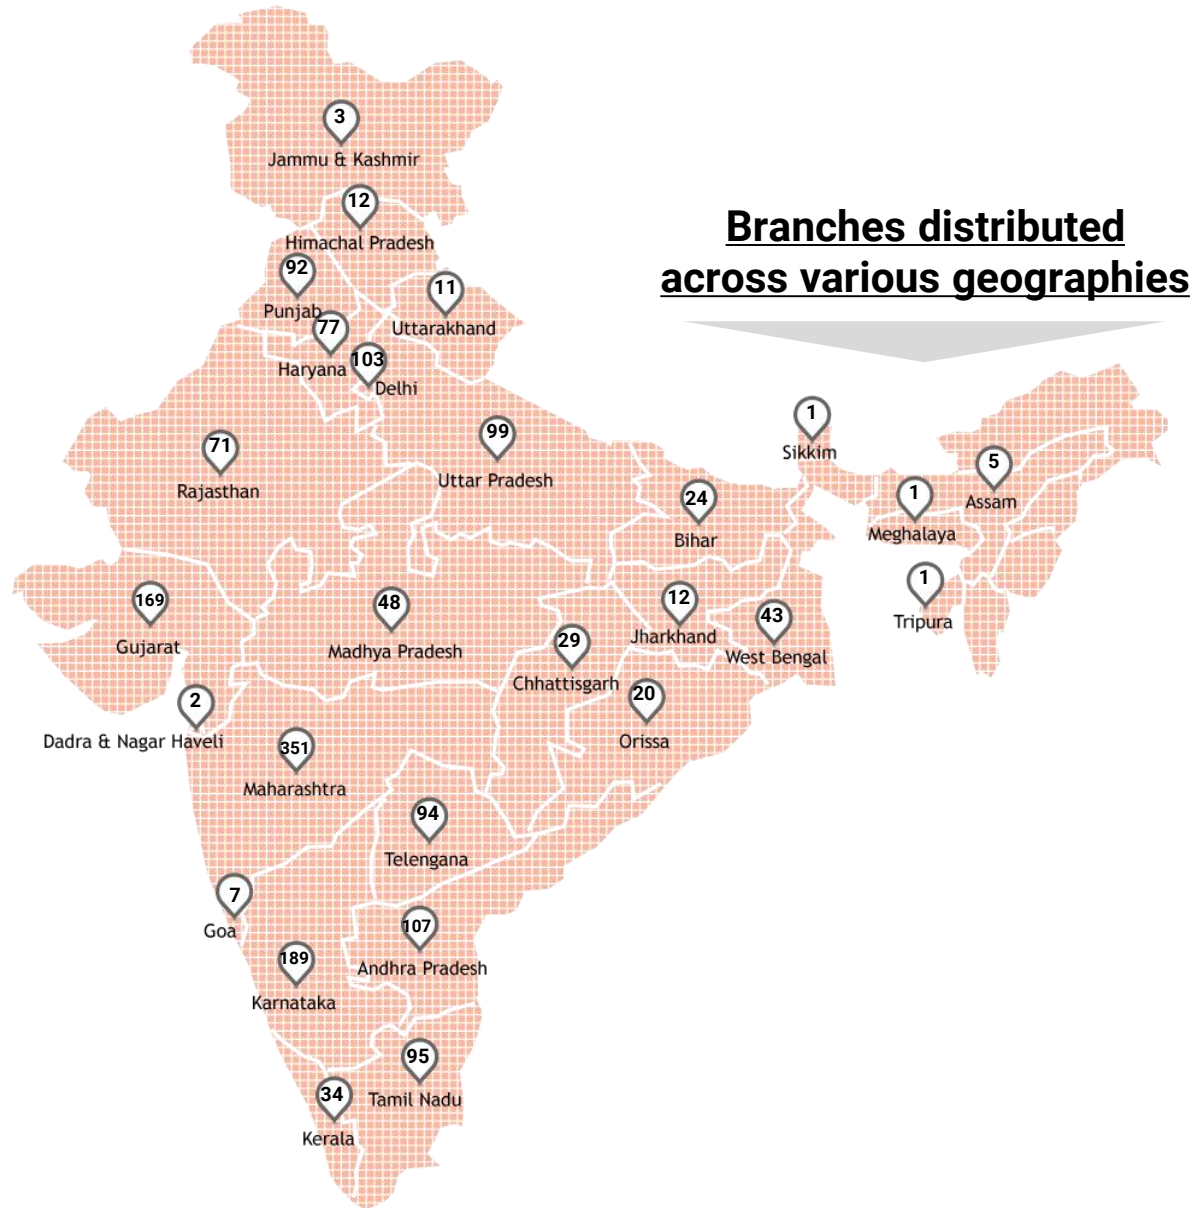 3
Jammu & Kashmir
12
Himachal Pradesh
Branches distributed
across various geographies
92
Punjab
11
Uttarakhand
77
Haryana
103
Delhi
1
Sikkim
71
Rajasthan
99
Uttar Pradesh
5
Assam
24
Bihar
1
Meghalaya
169
Gujarat
48
Madhya Pradesh
12
Jharkhand
1
Tripura
43
West Bengal
29
Chhattisgarh
20
Orissa
2
Dadra & Nagar Haveli
351
Maharashtra
94
Telengana
7
Goa
107
Andhra Pradesh
189
Karnataka
95
Tamil Nadu
34
Kerala